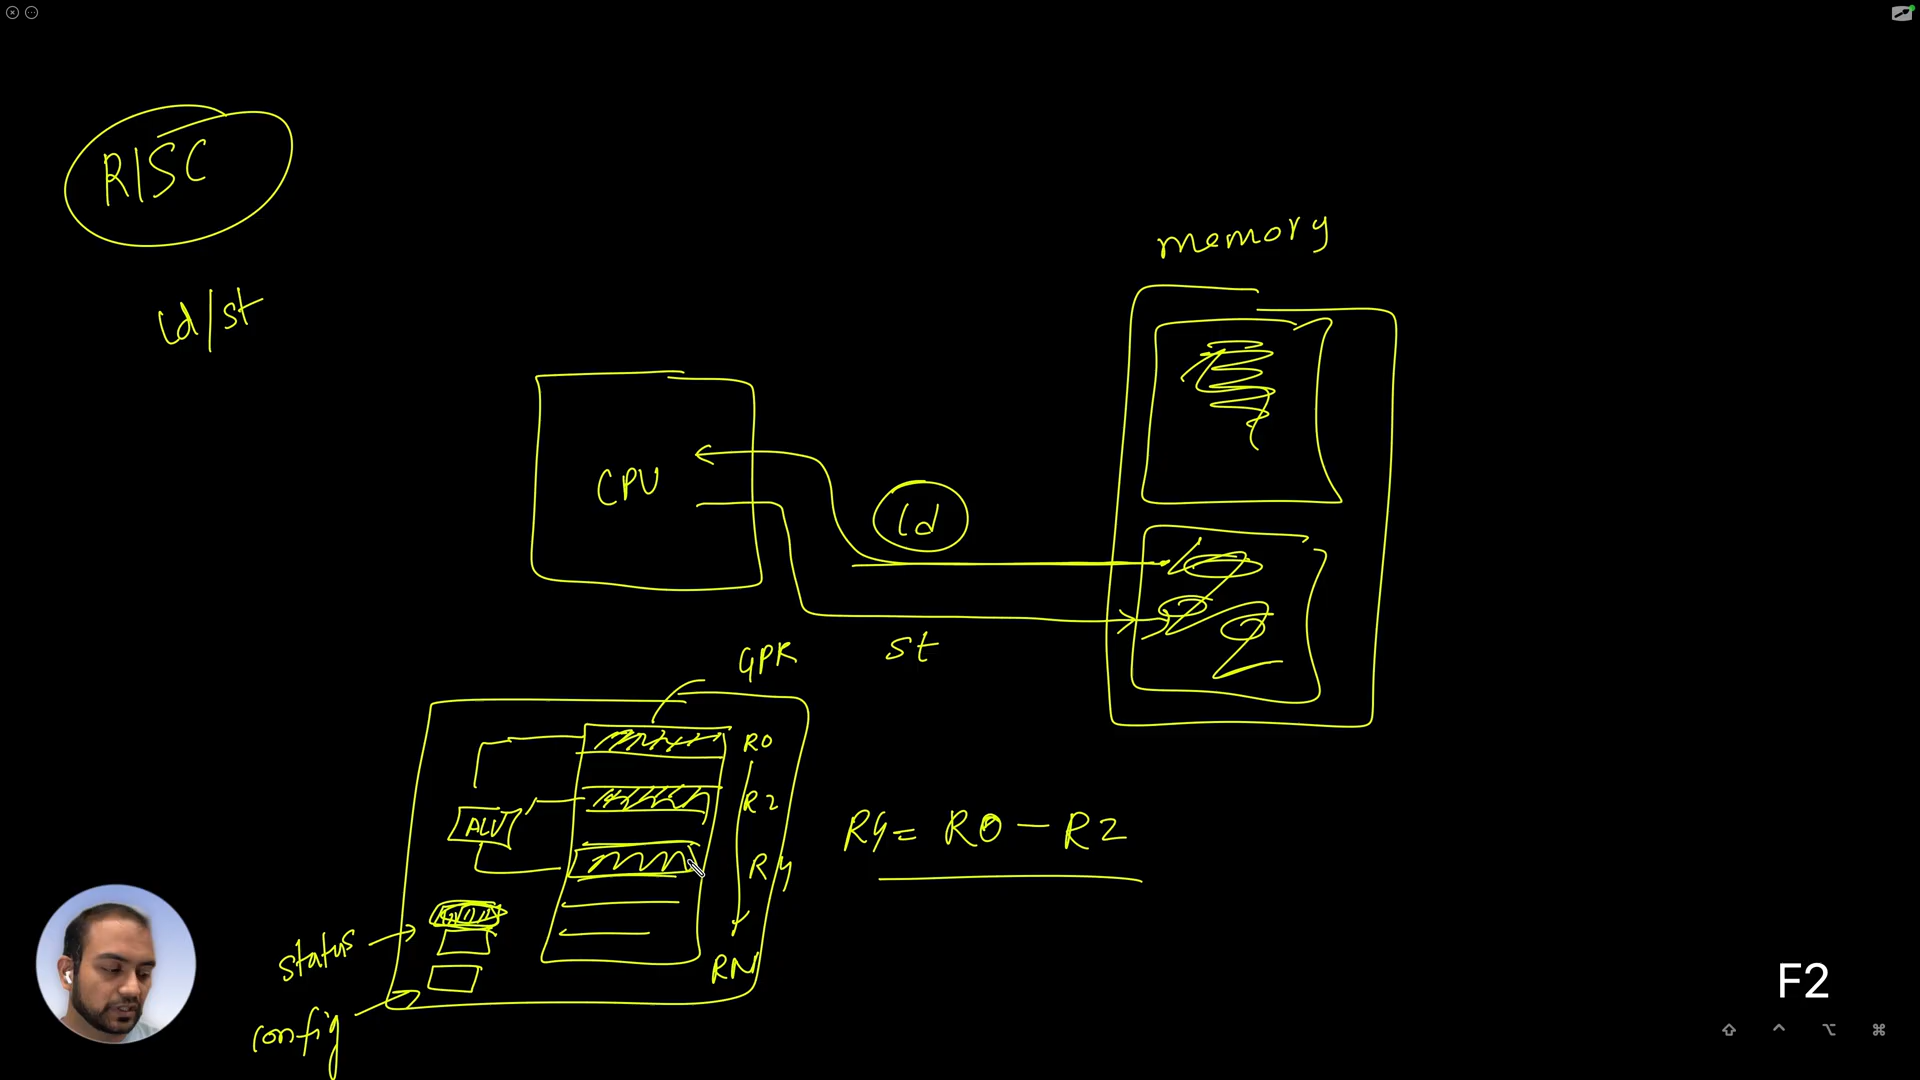 RISC
ld/st
memory
CPU
ld
st
GPR
R0
R2
ALU
R4
R4 = R0 - R2
status
RN
config
F2